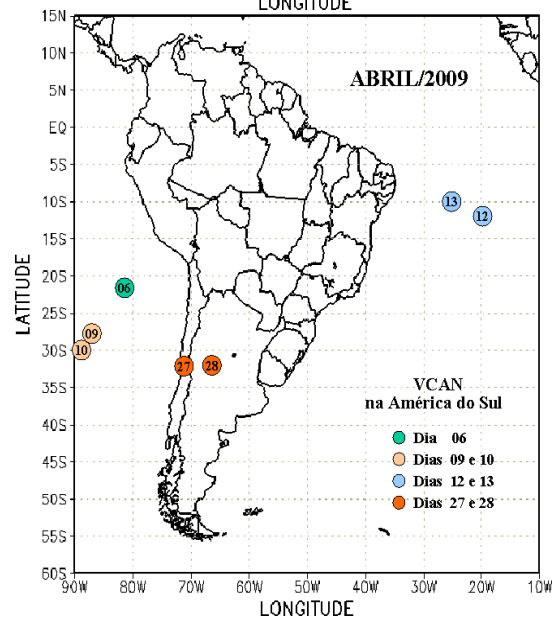 LONGITUDE
15N
ABRIL/2009
10N
5N
EQ
5S
10S
13
12
15S
20S
06
25S
09
30S
10
27
28
35S
VCAN
na América do Sul
40S
Dia 06
45S
Dias 09 e 10
Dias 12 e 13
50S
Dias 27 e 28
55S
60S
LATITUDE
90W 80W 70W 60W 50W 40W 30W 20W 10W
LONGITUDE